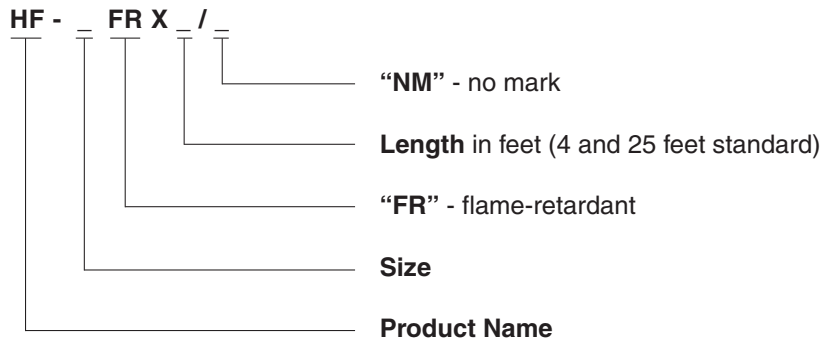 HF - _ FR X _ / _
“NM” - no mark
Length in feet (4 and 25 feet standard)
“FR” - flame-retardant
Size
Product Name